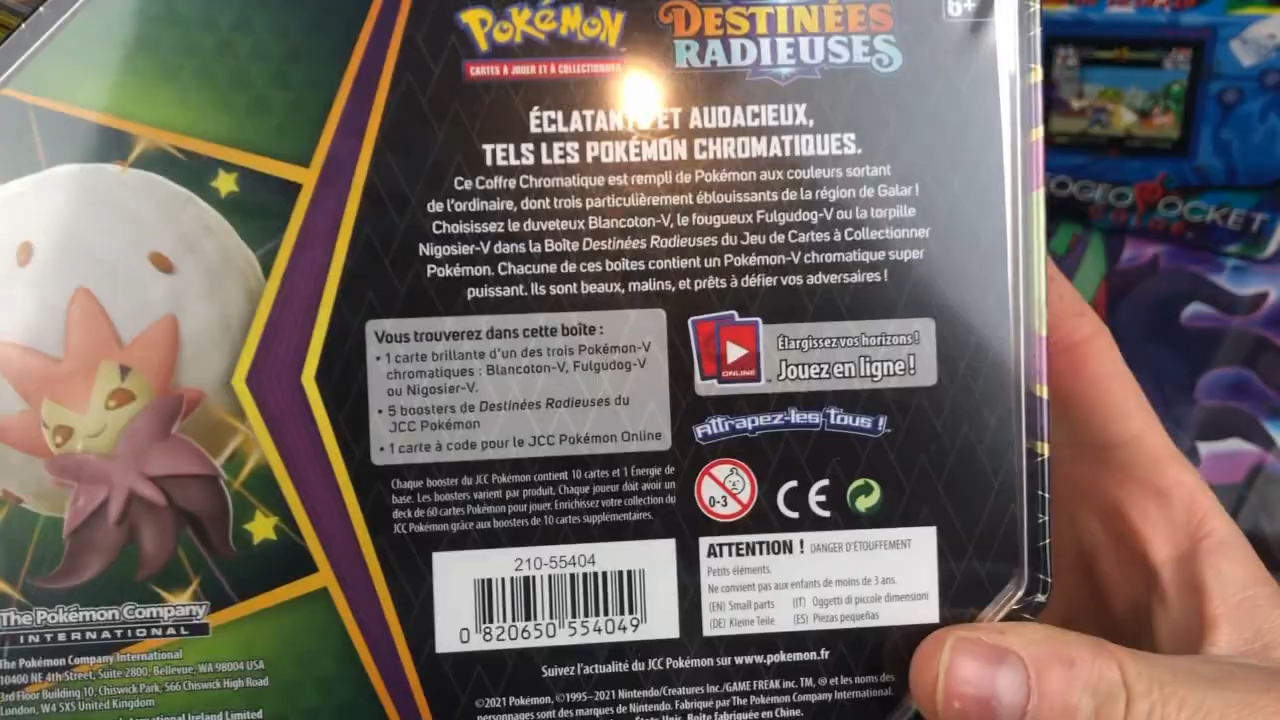 POKéMON
CARTES À JOUER ET À COLLECTIONNER
DESTINÉES
RADIEUSES
6+
ÉCLATANT ET AUDACIEUX,
TELS LES POKÉMON CHROMATIQUES.
Ce Coffre Chromatique est rempli de Pokémon aux couleurs sortant
de l'ordinaire, dont trois particulièrement éblouissants de la région de Galar !
Choisissez le duveteux Blancoton-V, le fougueux Fulgudog-V ou la torpille
Nigosier-V dans la Boîte Destinées Radieuses du Jeu de Cartes à Collectionner
Pokémon. Chacune de ces boîtes contient un Pokémon-V chromatique super
puissant. Ils sont beaux, malins, et prêts à défier vos adversaires !
Vous trouverez dans cette boîte :
• 1 carte brillante d'un des trois Pokémon-V
chromatiques : Blancoton-V, Fulgudog-V
ou Nigosier-V.
• 5 boosters de Destinées Radieuses du
JCC Pokémon
• 1 carte à code pour le JCC Pokémon Online
ONLINE
Élargissez vos horizons !
Jouez en ligne !
Attrapez-les tous !
Chaque booster du JCC Pokémon contient 10 cartes et 1 Énergie de
base. Les boosters varient par produit. Chaque joueur doit avoir un
deck de 60 cartes Pokémon pour jouer. Enrichissez votre collection du
JCC Pokémon grâce aux boosters de 10 cartes supplémentaires.
0-3
CE
210-55404
0 820650 554049
ATTENTION ! DANGER D'ÉTOUFFEMENT
Petits éléments.
Ne convient pas aux enfants de moins de 3 ans.
(EN) Small parts (IT) Oggetti di piccole dimensioni
(DE) Kleine Teile (ES) Piezas pequeñas
Suivez l'actualité du JCC Pokémon sur www.pokemon.fr
©2021 Pokémon, ©1995–2021 Nintendo/Creatures Inc./GAME FREAK inc. TM, ® et les noms des
personnages sont des marques de Nintendo. Fabriqué par The Pokémon Company International.
Boîte fabriquée en Chine.
The Pokémon Company
INTERNATIONAL
The Pokémon Company International
10400 NE 4th Street, Suite 2800, Bellevue, WA 98004 USA
3rd Floor Building 10, Chiswick Park, 566 Chiswick High Road
London, W4 5XS United Kingdom
International Ireland Limited
POCKET